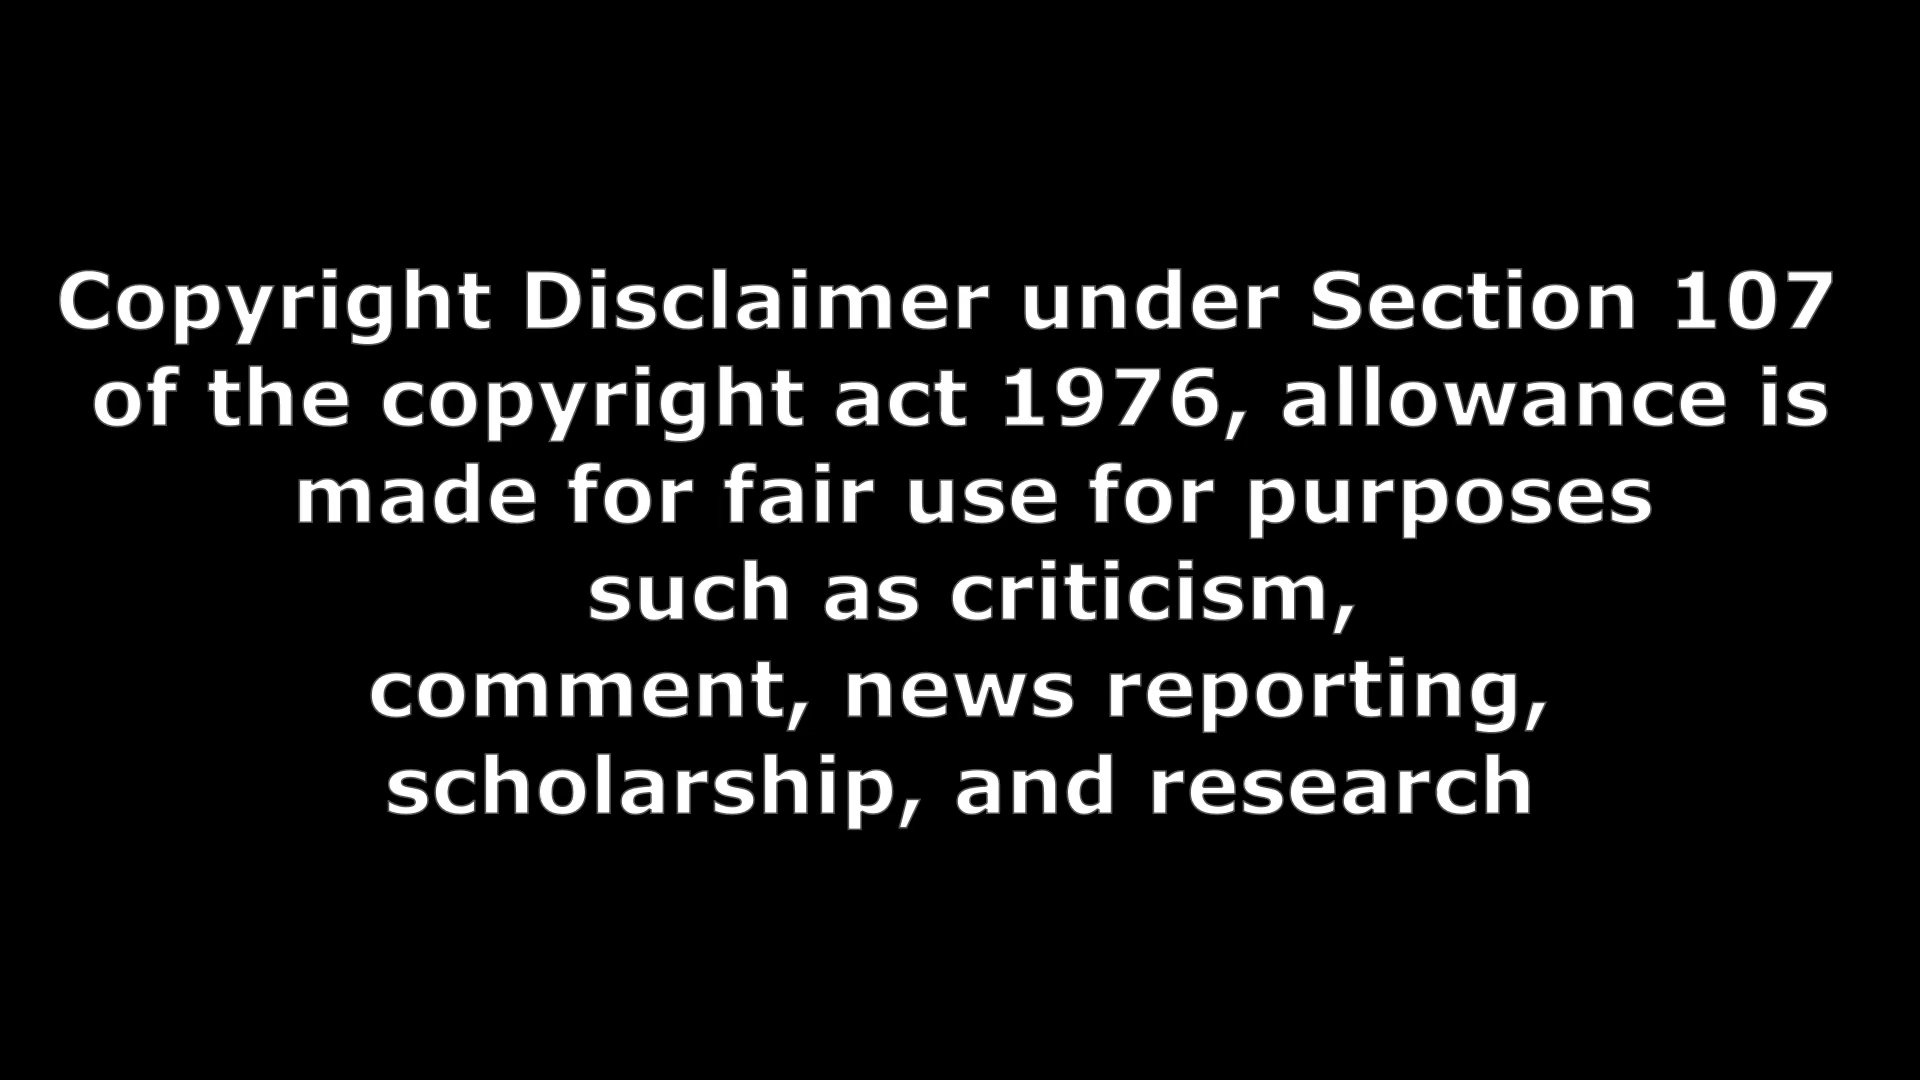 Copyright Disclaimer under Section 107
of the copyright act 1976, allowance is
made for fair use for purposes
such as criticism,
comment, news reporting,
scholarship, and research